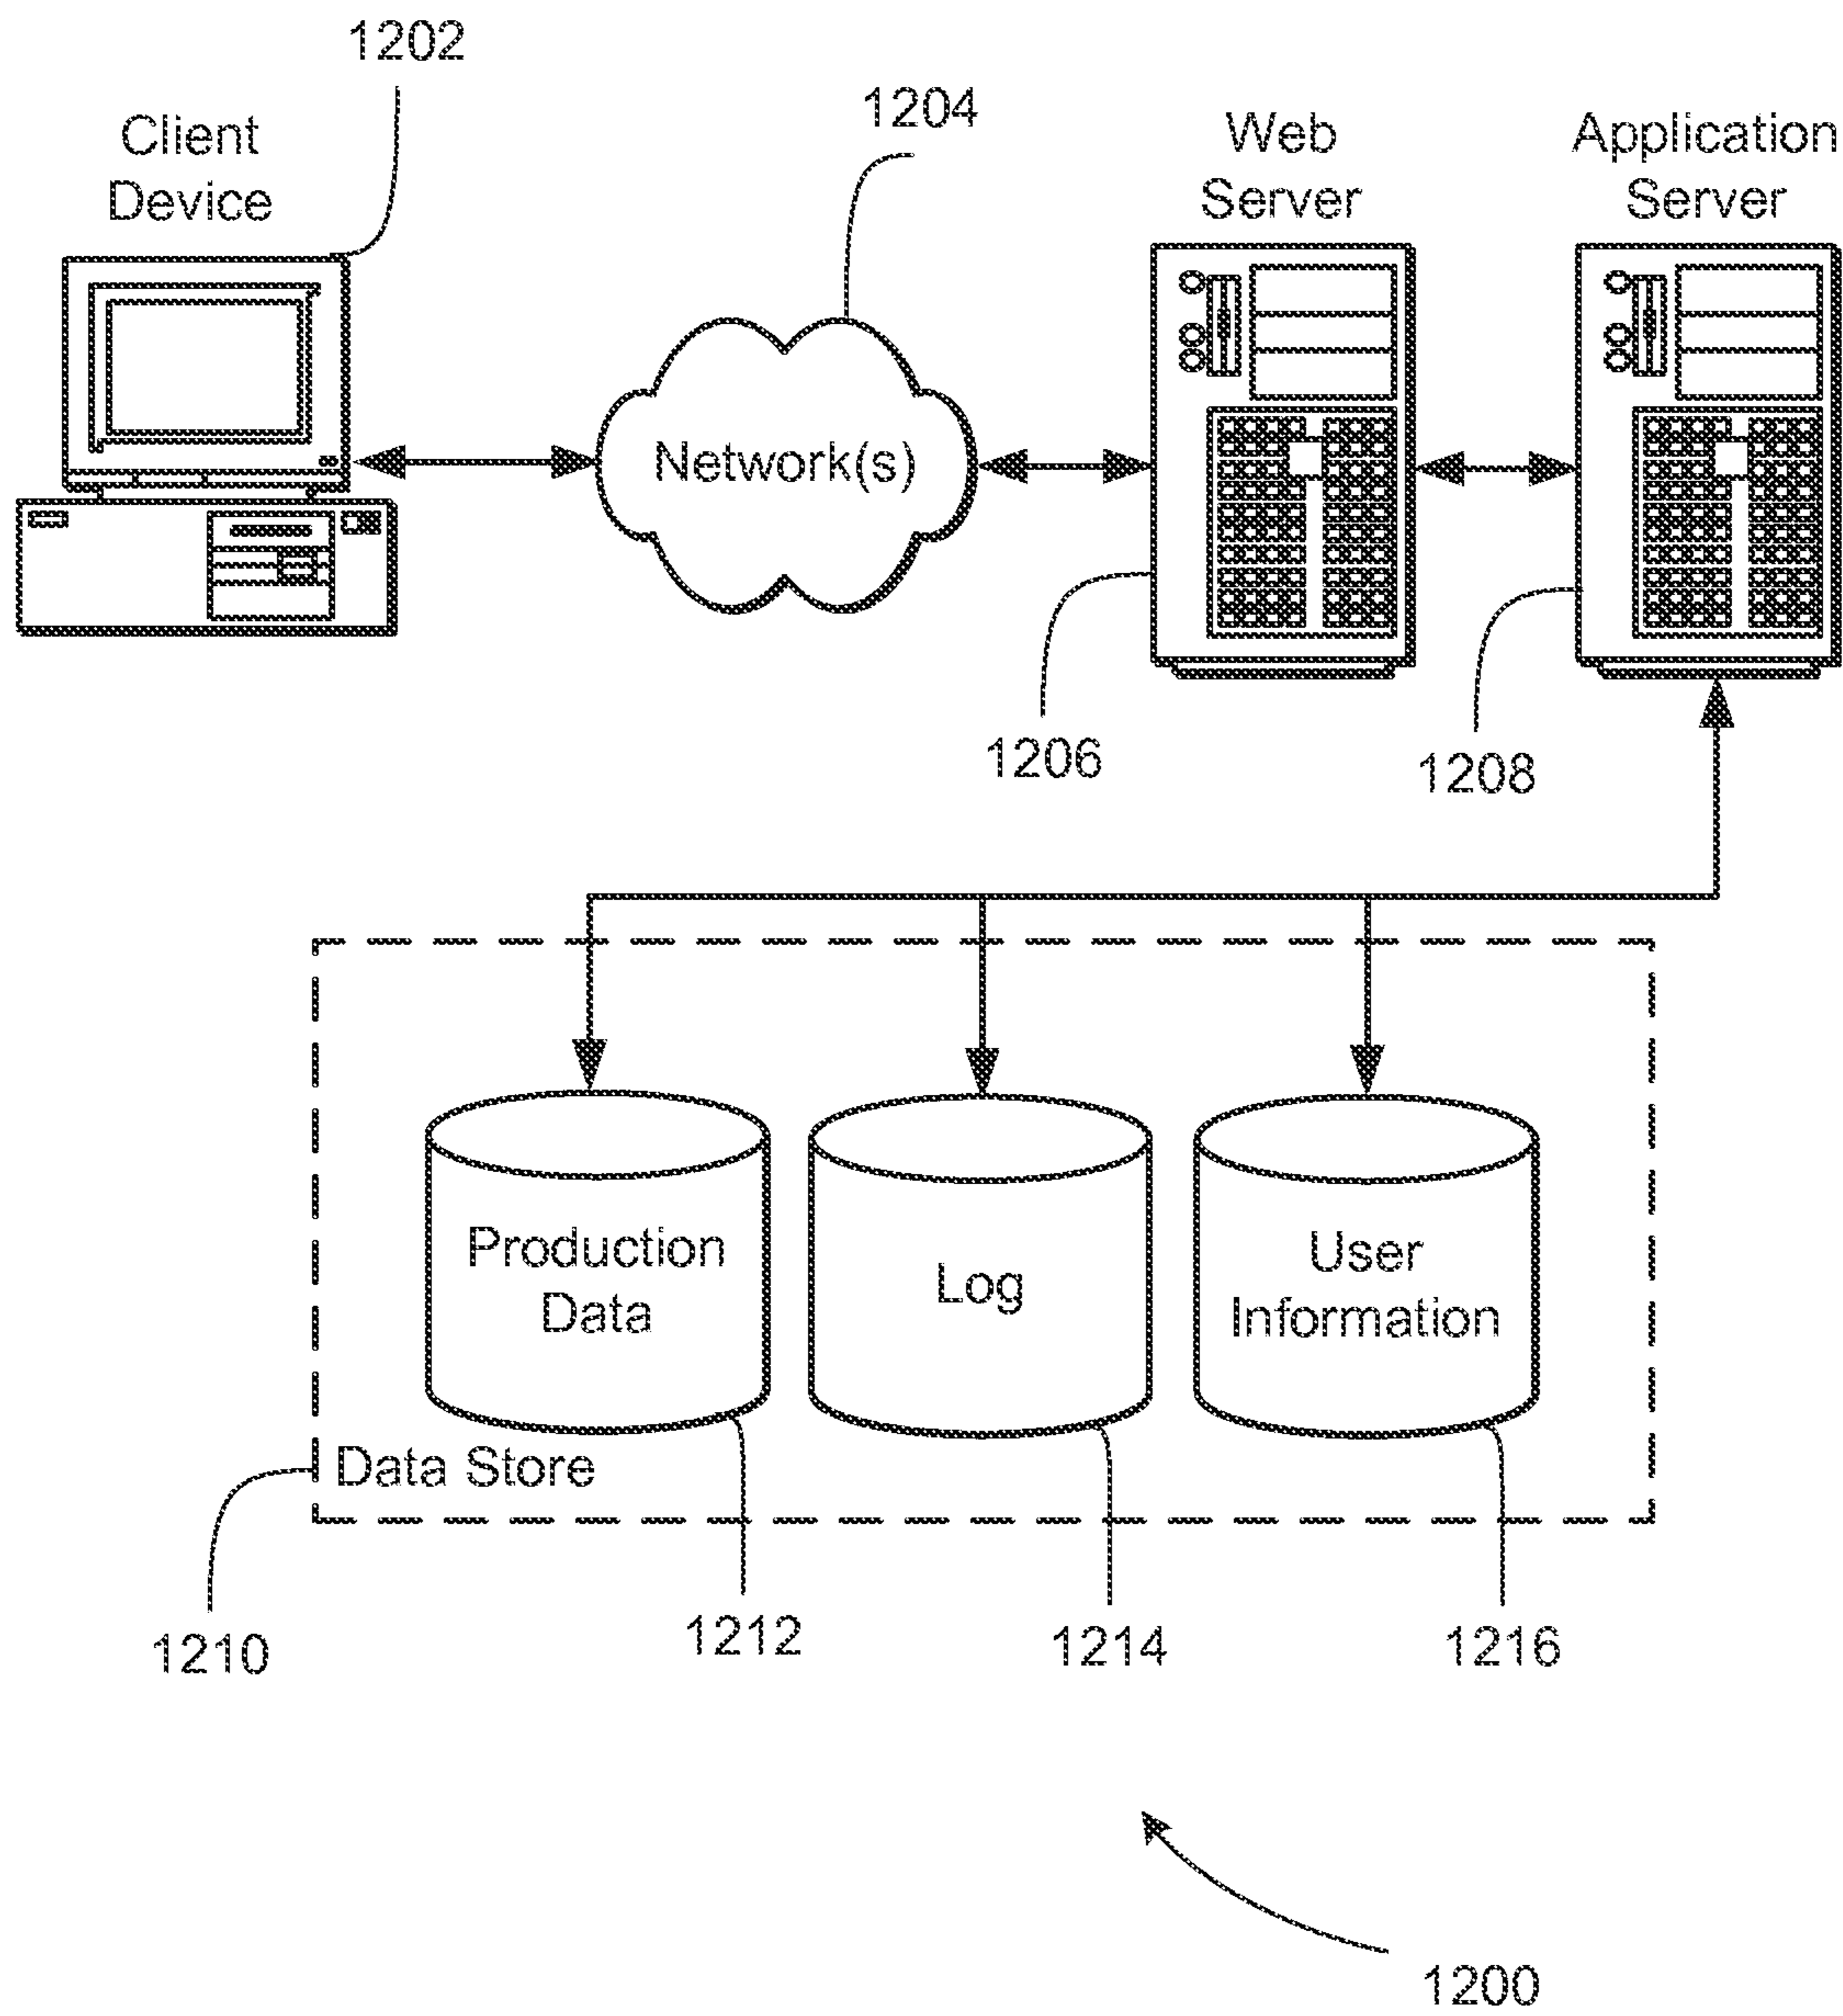 1202
1204
Client
Device
Web
Server
Application
Server
Network(s)
1206
1208
Production
Data
Log
User
Information
Data Store
1210
1212
1214
1216
1200